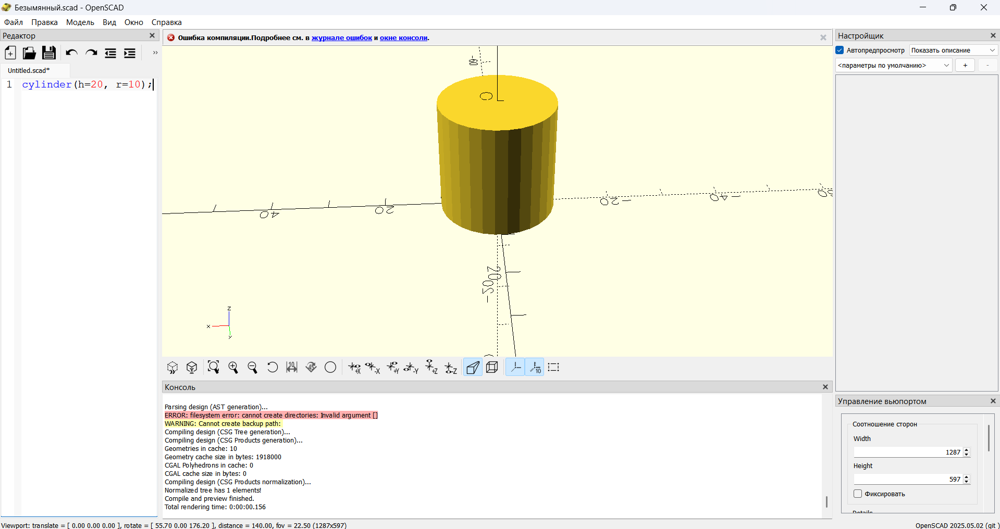 Безымянный.scad - OpenSCAD
Файл Правка Модель Вид Окно Справка
Редактор
Untitled.scad*
1 cylinder(h=20, r=10);
Ошибка компиляции.Подробнее см. в журнале ошибок и окне консоли.
40
20
-20
-40
20
-20
z
x
y
10
45
+X
-X
+Y
-Y
+Z
-Z
10
Консоль
Parsing design (AST generation)...
ERROR: filesystem error: cannot create directories: Invalid argument []
WARNING: Cannot create backup path:
Compiling design (CSG Tree generation)...
Compiling design (CSG Products generation)...
Geometries in cache: 10
Geometry cache size in bytes: 1918000
CGAL Polyhedrons in cache: 0
CGAL cache size in bytes: 0
Compiling design (CSG Products normalization)...
Normalized tree has 1 elements!
Compile and preview finished.
Total rendering time: 0:00:00.156
Настройщик
Автопредпросмотр Показать описание
<параметры по умолчанию> + -
Управление вьюпортом
Соотношение сторон
Width
1287
Height
597
Фиксировать
Details
Viewport: translate = [ 0.00 0.00 0.00 ], rotate = [ 55.70 0.00 176.20 ], distance = 140.00, fov = 22.50 (1287x597)
OpenSCAD 2025.05.02 (git )